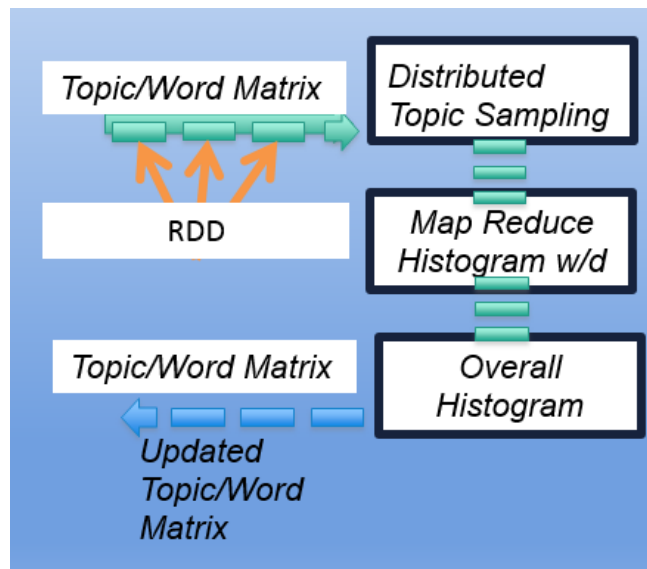 Topic/Word Matrix
Distributed
Topic Sampling
RDD
Map Reduce
Histogram w/d
Topic/Word Matrix
Overall
Histogram
Updated
Topic/Word
Matrix